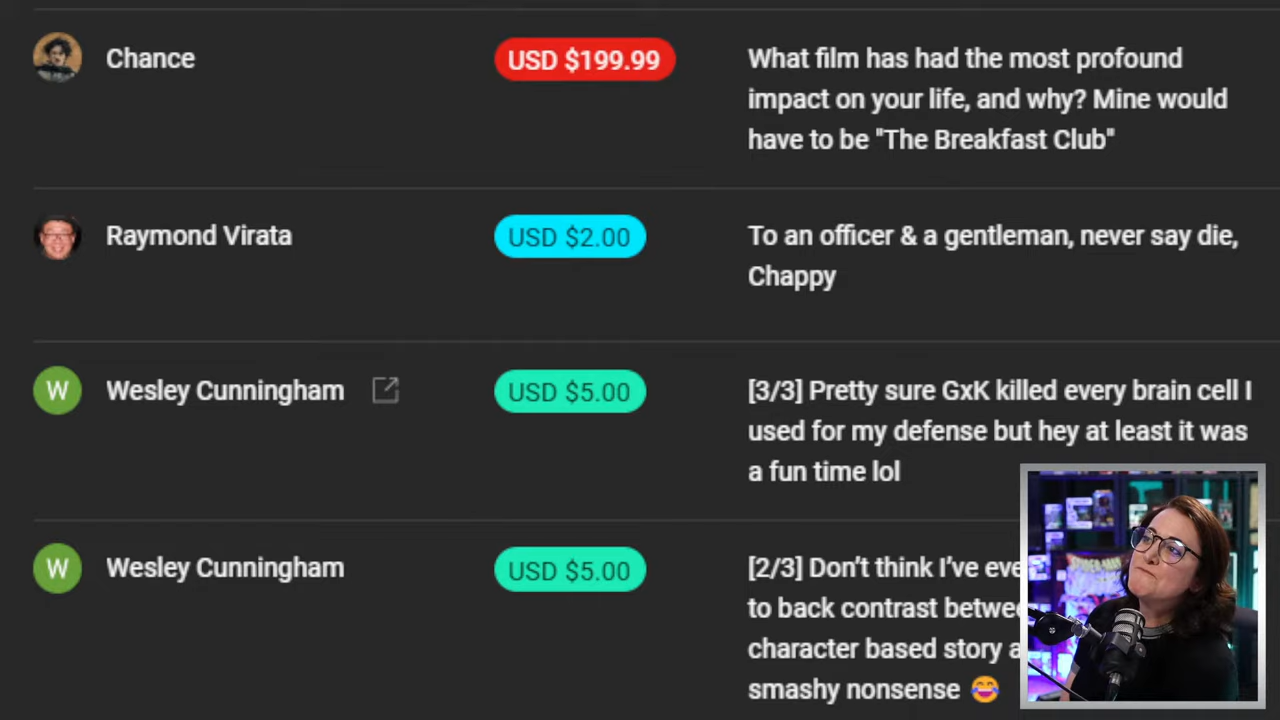 Chance
USD $199.99
What film has had the most profound
impact on your life, and why? Mine would
have to be "The Breakfast Club"
Raymond Virata
USD $2.00
To an officer & a gentleman, never say die,
Chappy
W
Wesley Cunningham
USD $5.00
[3/3] Pretty sure GxK killed every brain cell I
used for my defense but hey at least it was
a fun time lol
W
Wesley Cunningham
USD $5.00
[2/3] Don't think I've eve
to back contrast betwee
character based story a
smashy nonsense 😂